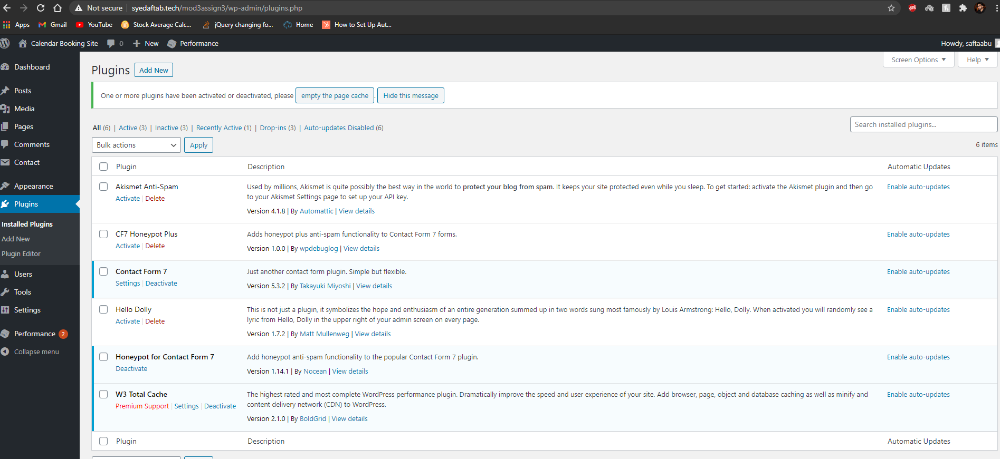 Not secure | syedaftab.tech/mod3assign3/wp-admin/plugins.php
Apps Gmail YouTube Stock Average Calc... jQuery changing fo... Home How to Set Up Aut...
Calendar Booking Site 0 New Performance Howdy, saftaabu
Screen Options Help
Dashboard
Posts
Media
Pages
Comments
Contact
Appearance
Plugins
Installed Plugins
Add New
Plugin Editor
Users
Tools
Settings
Performance 2
Collapse menu
Plugins Add New
One or more plugins have been activated or deactivated, please empty the page cache. Hide this message
All (6) | Active (3) | Inactive (3) | Recently Active (1) | Drop-ins (3) | Auto-updates Disabled (6)
Search installed plugins...
Bulk actions Apply
6 items
Plugin Description Automatic Updates
Akismet Anti-Spam
Activate | Delete
Used by millions, Akismet is quite possibly the best way in the world to protect your blog from spam. It keeps your site protected even while you sleep. To get started: activate the Akismet plugin and then go
to your Akismet Settings page to set up your API key.
Version 4.1.8 | By Automattic | View details
Enable auto-updates
CF7 Honeypot Plus
Activate | Delete
Adds honeypot plus anti-spam functionality to Contact Form 7 forms.
Version 1.0.0 | By wpdebuglog | View details
Enable auto-updates
Contact Form 7
Settings | Deactivate
Just another contact form plugin. Simple but flexible.
Version 5.3.2 | By Takayuki Miyoshi | View details
Enable auto-updates
Hello Dolly
Activate | Delete
This is not just a plugin, it symbolizes the hope and enthusiasm of an entire generation summed up in two words sung most famously by Louis Armstrong: Hello, Dolly. When activated you will randomly see a
lyric from Hello, Dolly in the upper right of your admin screen on every page.
Version 1.7.2 | By Matt Mullenweg | View details
Enable auto-updates
Honeypot for Contact Form 7
Deactivate
Add honeypot anti-spam functionality to the popular Contact Form 7 plugin.
Version 1.14.1 | By Nocean | View details
Enable auto-updates
W3 Total Cache
Premium Support | Settings | Deactivate
The highest rated and most complete WordPress performance plugin. Dramatically improve the speed and user experience of your site. Add browser, page, object and database caching as well as minify and
content delivery network (CDN) to WordPress.
Version 2.1.0 | By BoldGrid | View details
Enable auto-updates
Plugin Description Automatic Updates